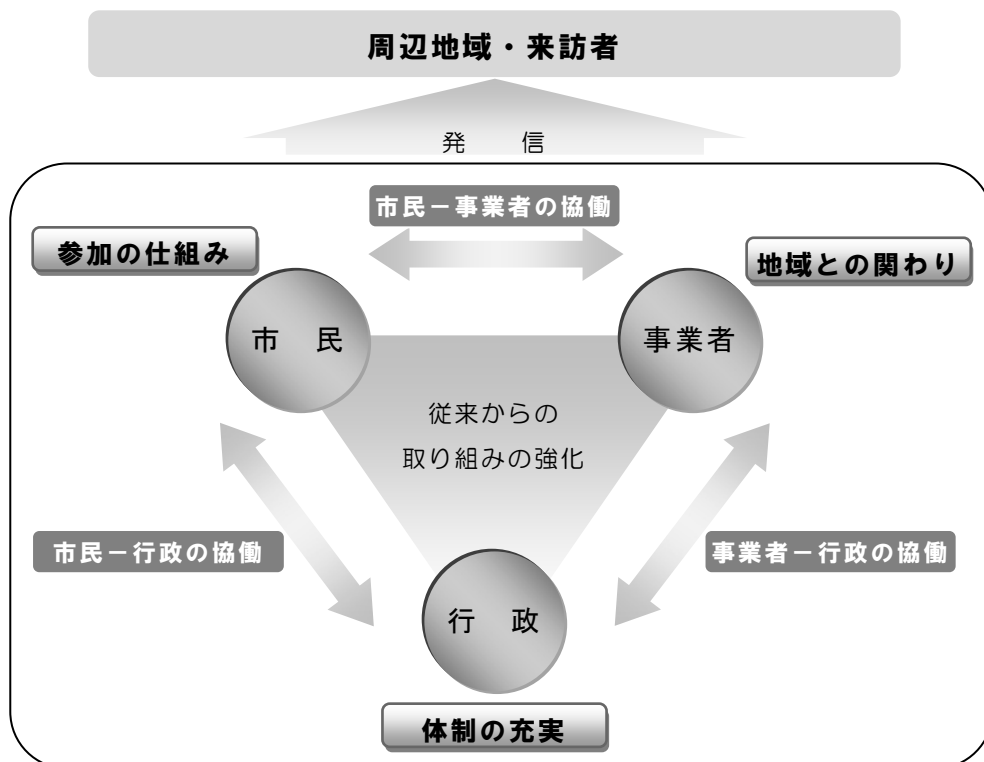 周辺地域・来訪者
発 信
市民－事業者の協働
参加の仕組み
地域との関わり
市 民
事業者
従来からの
取り組みの強化
市民－行政の協働
事業者－行政の協働
行 政
体制の充実